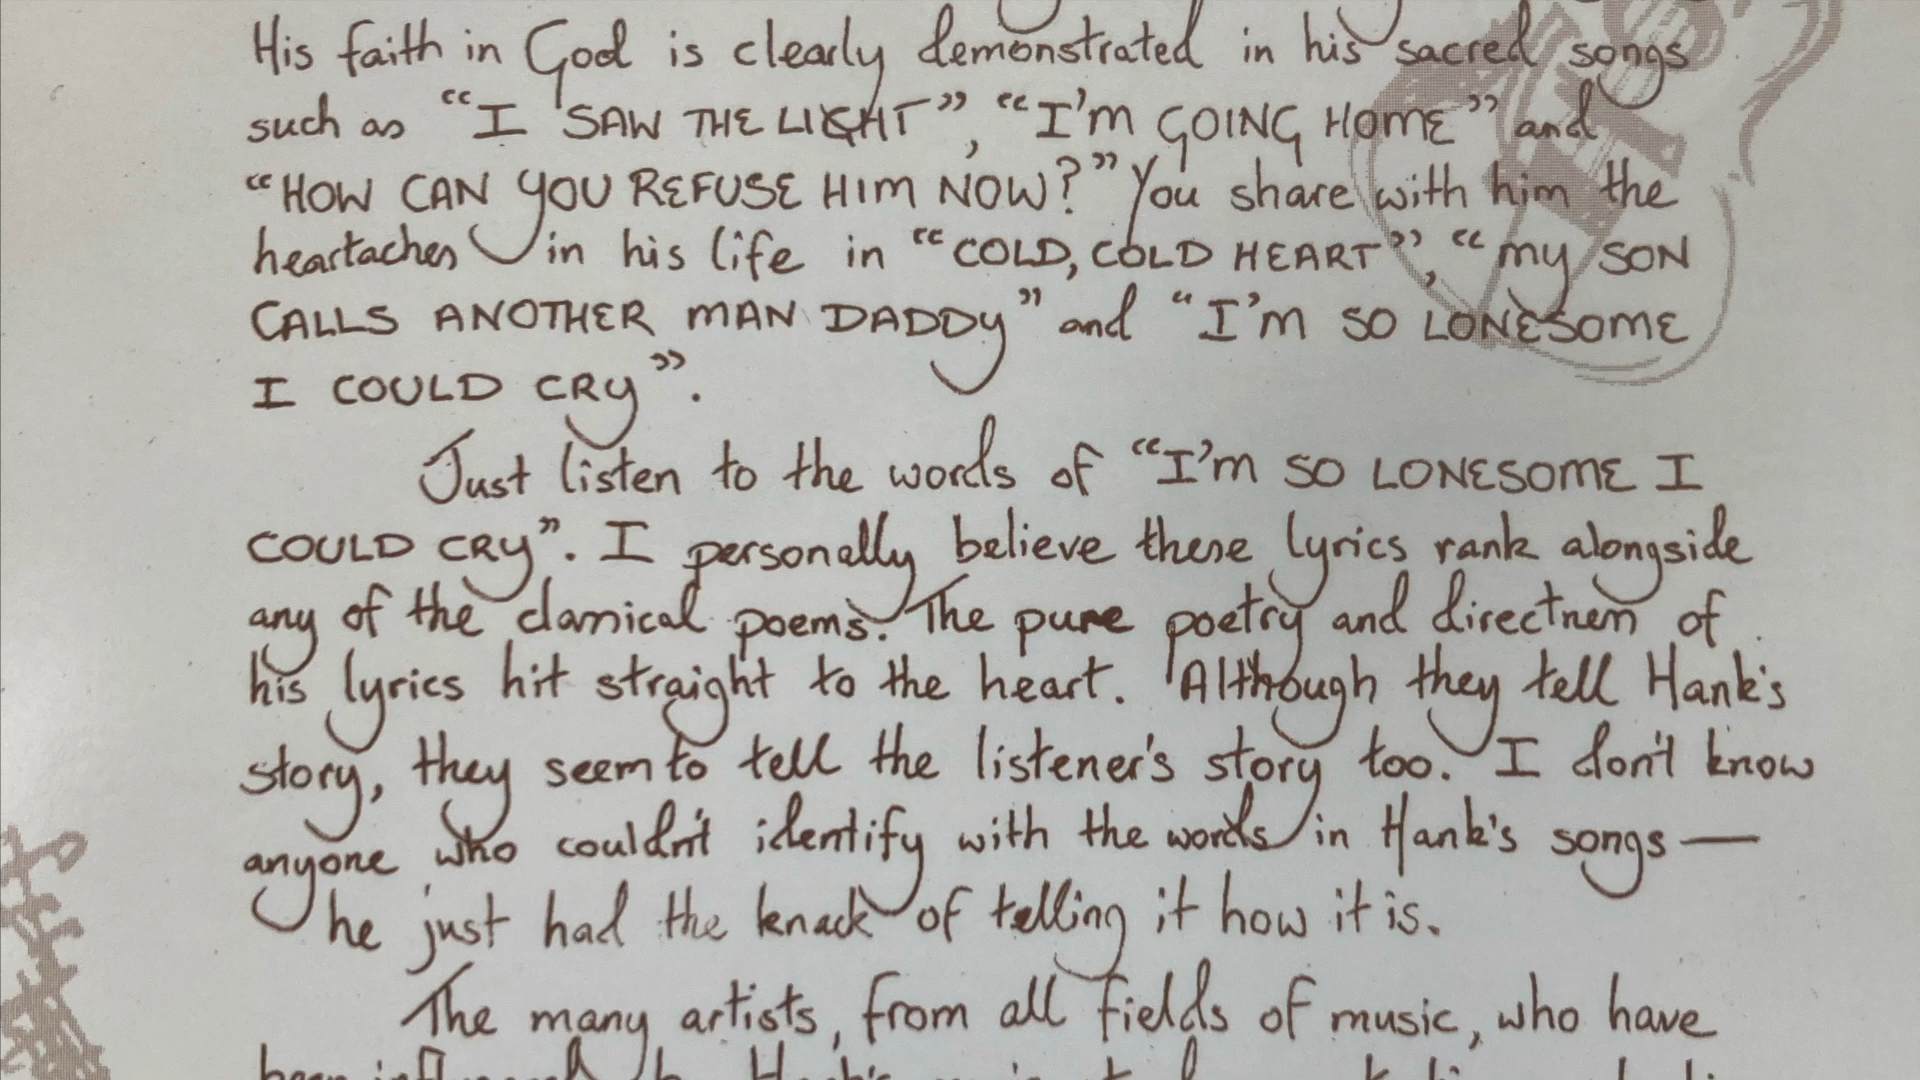 His faith in God is clearly demonstrated in his sacred songs
such as "I SAW THE LIGHT", "I'm GOING HOME" and
"HOW CAN YOU REFUSE HIM NOW?" You share with him the
heartaches in his life in "COLD, COLD HEART", "my SON
CALLS ANOTHER MAN DADDY" and "I'm SO LONESOME
I COULD CRY".
Just listen to the words of "I'm SO LONESOME I
COULD CRY". I personally believe these lyrics rank alongside
any of the classical poems. The pure poetry and directness of
his lyrics hit straight to the heart. Although they tell Hank's
story, they seem to tell the listener's story too. I don't know
anyone who couldn't identify with the words in Hank's songs —
he just had the knack of telling it how it is.
The many artists, from all fields of music, who have